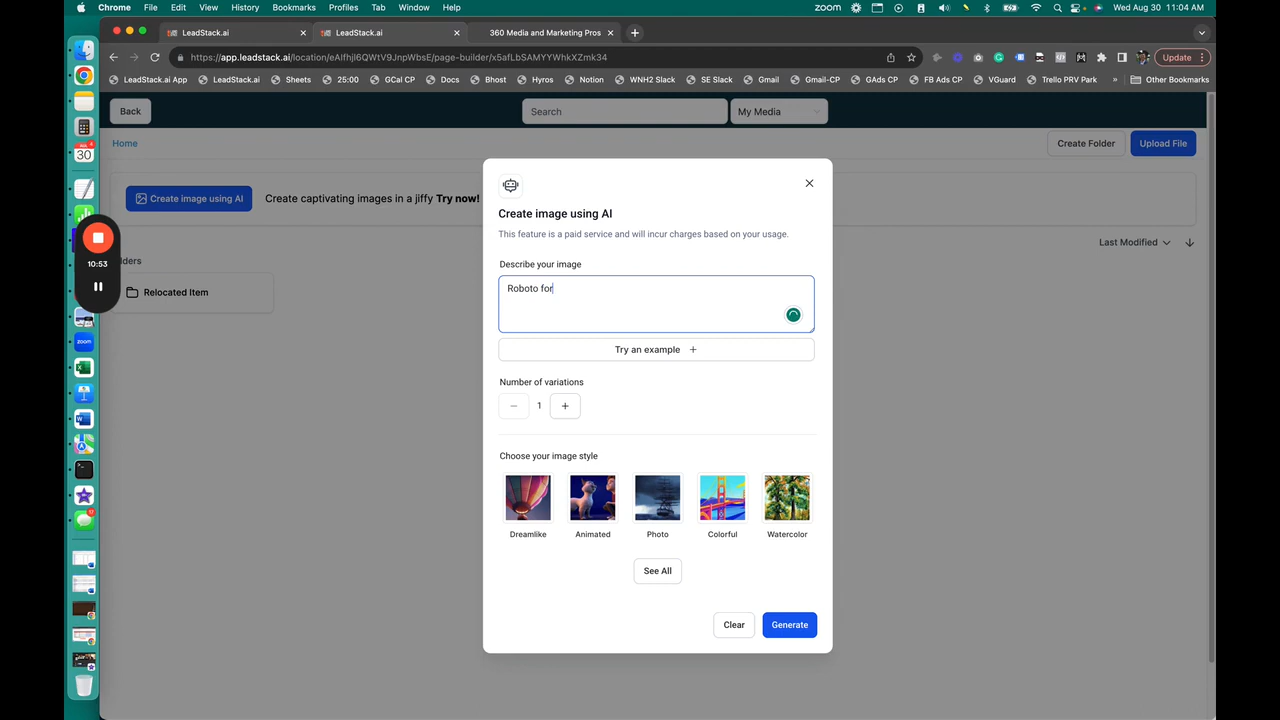 Chrome File Edit View History Bookmarks Profiles Tab Window Help zoom Wed Aug 30 11:04 AM
LeadStack.ai LeadStack.ai 360 Media and Marketing Pros
https://app.leadstack.ai/location/eAIfhjI6QWtV9JnpWbsE/page-builder/x5afLbSAMYYWhkXZmk34 Update
LeadStack.ai App LeadStack.ai Sheets 25:00 GCal CP Docs Bhost Hyros Notion WNH2 Slack SE Slack Gmail Gmail-CP GAds CP FB Ads CP VGuard Trello PRV Park » Other Bookmarks
Back Search My Media
Home Create Folder Upload File
Create image using AI Create captivating images in a jiffy Try now!
Last Modified
10:53
lders
Relocated Item
Create image using AI
This feature is a paid service and will incur charges based on your usage.
Describe your image
Roboto for
Try an example +
Number of variations
− 1 +
Choose your image style
Dreamlike Animated Photo Colorful Watercolor
See All
Clear Generate
30
zoom
17